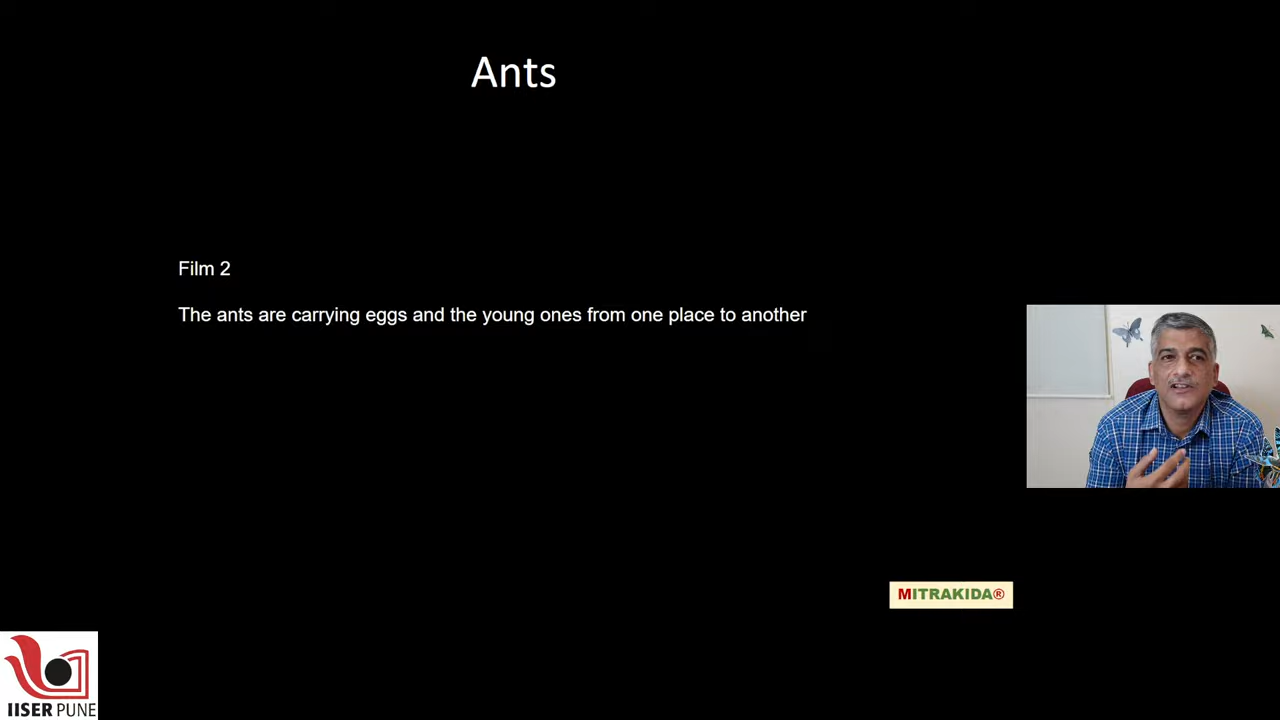 Ants
Film 2
The ants are carrying eggs and the young ones from one place to another
MITRAKIDA®
IISER PUNE